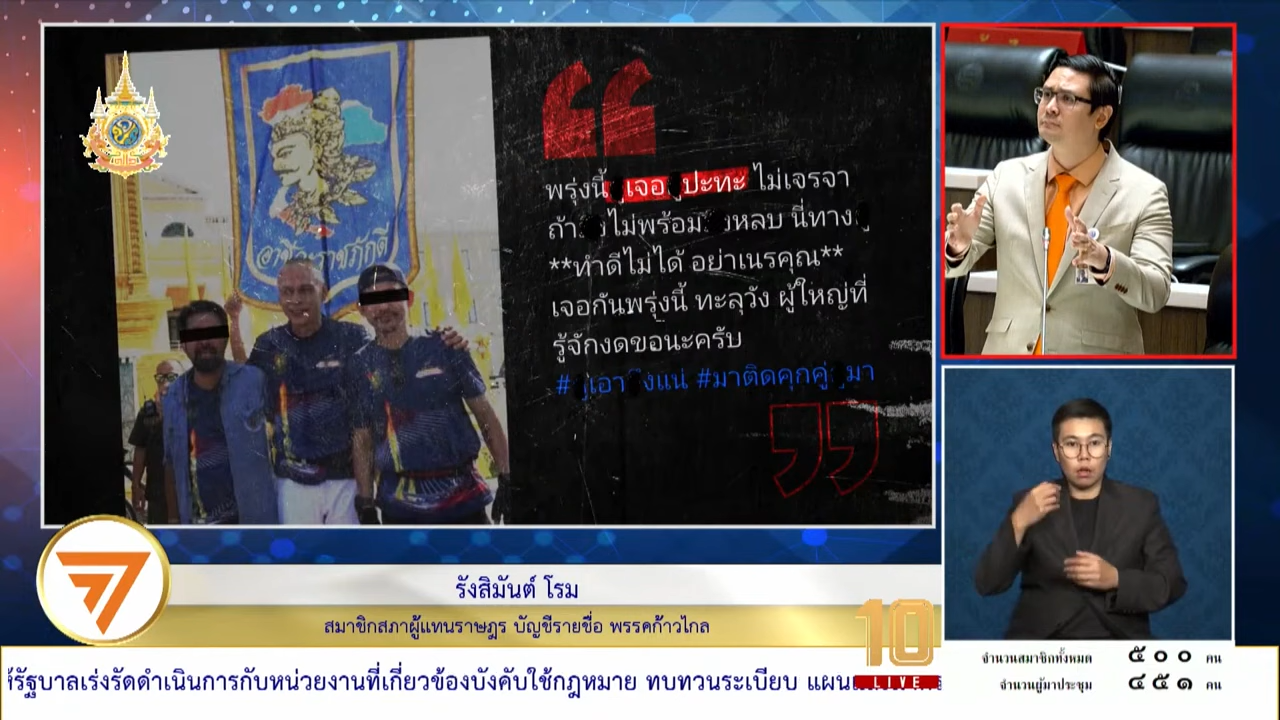 อาชีวะราชภักดี
พรุ่งนี้ เจอ ปะทะ ไม่เจรจา
ถ้า ไม่พร้อม หลบ นี่ทาง
**ทำดีไม่ได้ อย่าเนรคุณ**
เจอกันพรุ่งนี้ ทะลุวัง ผู้ใหญ่ที่
รู้จักงดขอนะครับ
# เอา แน่ #มาติดคุกคู่ มา
รังสิมันต์ โรม
สมาชิกสภาผู้แทนราษฎร บัญชีรายชื่อ พรรคก้าวไกล
10
LIVE
จำนวนสมาชิกทั้งหมด ๕๐๐ คน
จำนวนผู้มาประชุม ๔๕๑ คน
ห้รัฐบาลเร่งรัดดำเนินการกับหน่วยงานที่เกี่ยวข้องบังคับใช้กฎหมาย ทบทวนระเบียบ